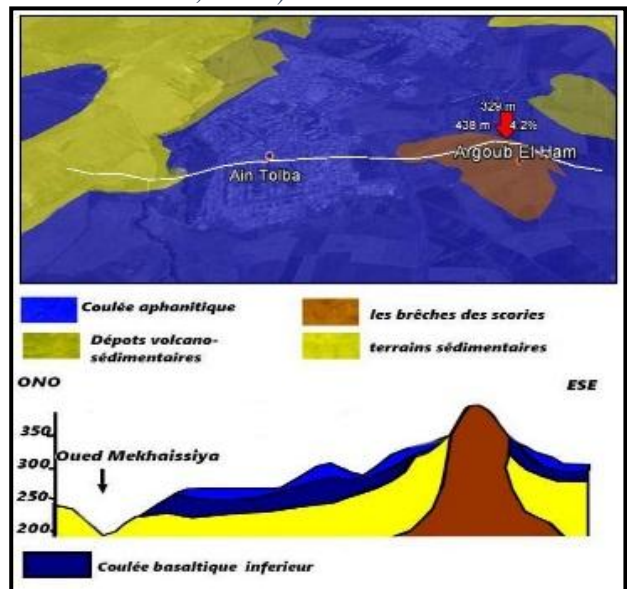 329 m
438 m 4.2%
Argoub El Ham
Ain Tolba
Coulée aphanitique
les brêches des scories
Dépots volcano-
sédimentaires
terrains sédimentaires
ONO
ESE
350
Oued Mekhaissiya
300
250
200
Coulée basaltique inferieur